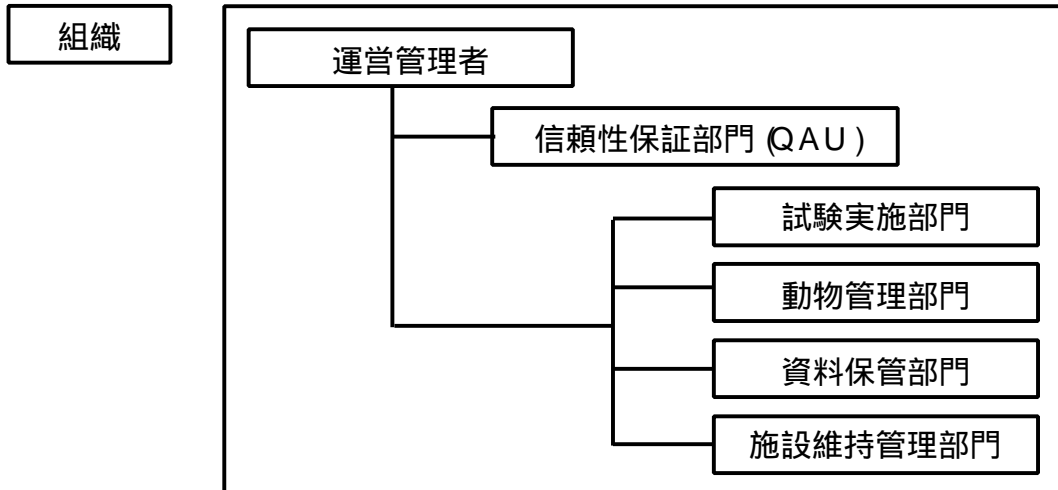 組織
運営管理者
信頼性保証部門 (QAU)
試験実施部門
動物管理部門
資料保管部門
施設維持管理部門